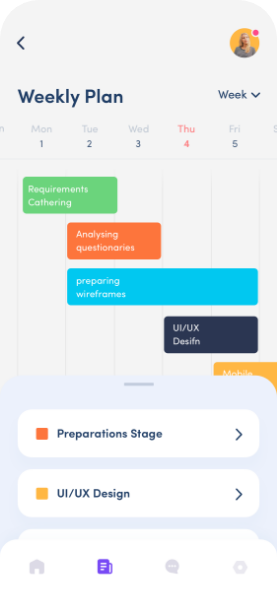 Weekly Plan
Week
n Mon Tue Wed Thu Fri S
1 2 3 4 5
Requirements
Cathering
Analysing
questionaries
preparing
wireframes
UI/UX
Desifn
Mobile
Preparations Stage
UI/UX Design